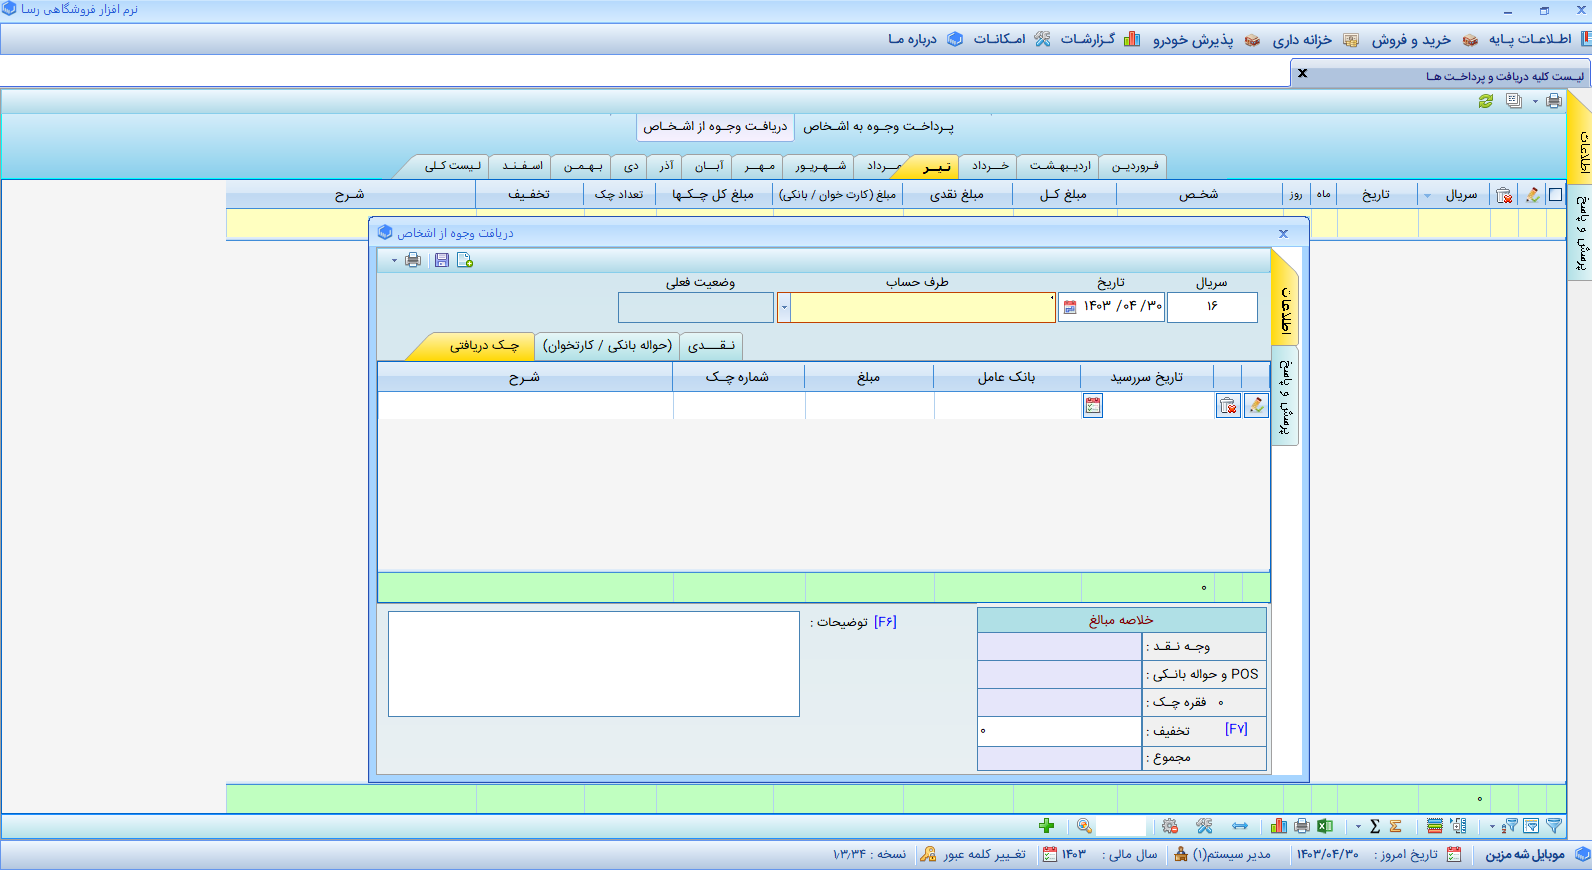 نرم افزار فروشگاهی رسا
اطلاعات پایه
خرید و فروش
خزانه داری
پذیرش خودرو
گزارشات
امکانات
درباره ما
لیست کلیه دریافت و پرداخت ها
x
اطلاعات
پرسش و پاسخ
پرداخت وجوه به اشخاص
دریافت وجوه از اشخاص
فروردین
اردیبهشت
خرداد
تیر
مرداد
شهریور
مهر
آبان
آذر
دی
بهمن
اسفند
لیست کلی
سریال
تاریخ
ماه
روز
شخص
مبلغ کل
مبلغ نقدی
مبلغ (کارت خوان / بانکی)
مبلغ کل چکها
تعداد چک
تخفیف
شرح
دریافت وجوه از اشخاص
x
اطلاعات
پرسش و پاسخ
سریال
تاریخ
طرف حساب
وضعیت فعلی
۱۶
۱۴۰۳ /۰۴ /۳۰
نقدی
(حواله بانکی / کارتخوان)
چک دریافتی
تاریخ سررسید
بانک عامل
مبلغ
شماره چک
شرح
۰
خلاصه مبالغ
وجه نقد :
POS و حواله بانکی :
۰ فقره چک :
[F۷] تخفیف :
۰
مجموع :
[F۶] توضیحات :
۰
موبایل شه مزین
تاریخ امروز : ۱۴۰۳/۰۴/۳۰
مدیر سیستم(۱)
سال مالی : ۱۴۰۳
تغییر کلمه عبور
نسخه : ۱٫۳٫۳۴